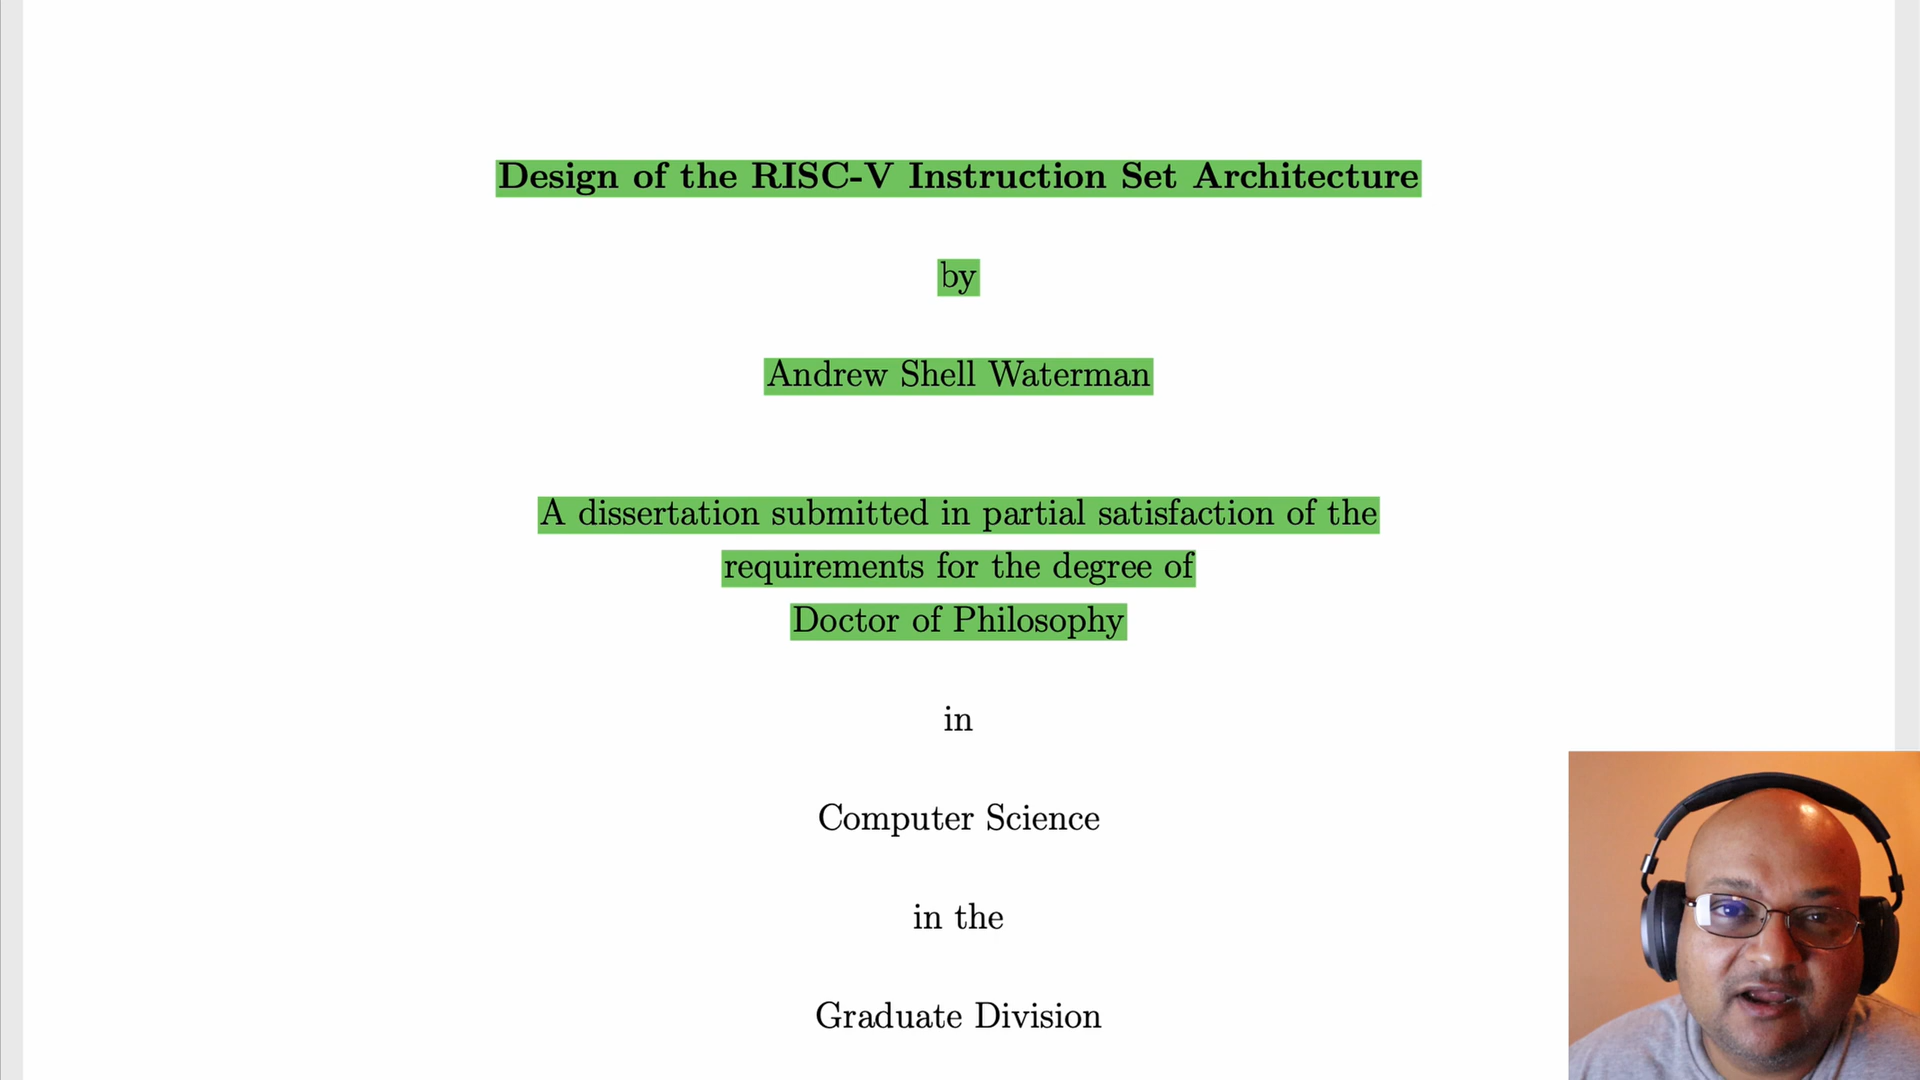 Design of the RISC-V Instruction Set Architecture
by
Andrew Shell Waterman
A dissertation submitted in partial satisfaction of the
requirements for the degree of
Doctor of Philosophy
in
Computer Science
in the
Graduate Division